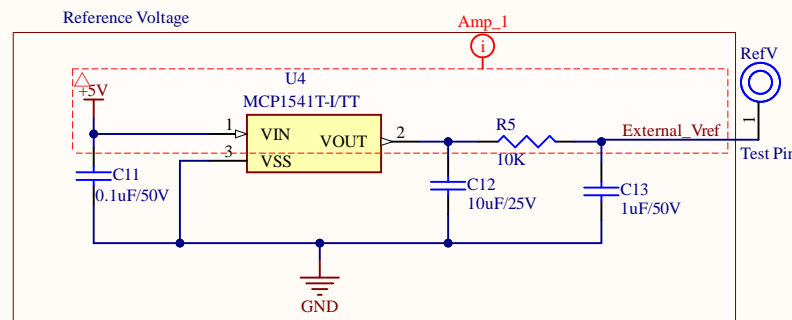 Reference Voltage
Amp_1
i
RefV
+5V
U4
MCP1541T-I/TT
1
VIN
VOUT
2
3
VSS
R5
10K
External_Vref
1
Test Pin
C11
0.1uF/50V
C12
10uF/25V
C13
1uF/50V
GND